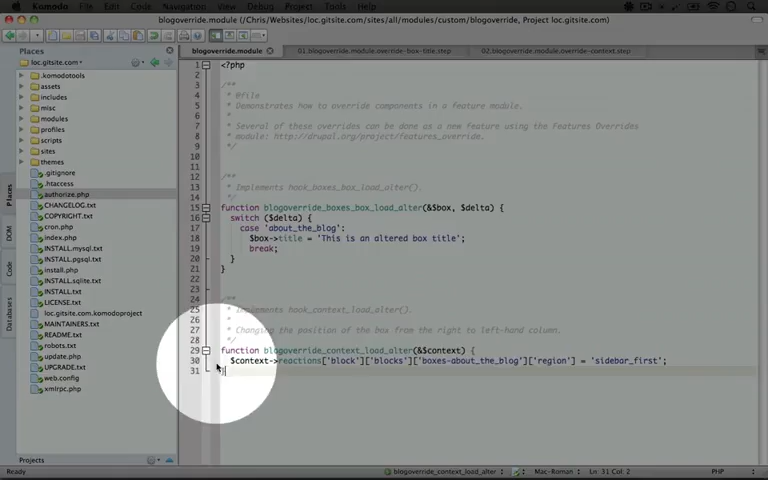 Komodo File Edit Code Navigation View Debug Project Tools Window Help
blogoverride.module (/Chris/Websites/loc.gitsite.com/sites/all/modules/custom/blogoverride, Project loc.gitsite.com)
Places
blogoverride.module
01.blogoverride.module.override-box-title.step
02.blogoverride.module.override-context.step
loc.gitsite.com
.komodotools
assets
includes
misc
modules
profiles
scripts
sites
themes
.gitignore
.htaccess
authorize.php
CHANGELOG.txt
COPYRIGHT.txt
cron.php
index.php
INSTALL.mysql.txt
INSTALL.pgsql.txt
install.php
INSTALL.sqlite.txt
INSTALL.txt
LICENSE.txt
loc.gitsite.com.komodoproject
MAINTAINERS.txt
README.txt
robots.txt
update.php
UPGRADE.txt
web.config
xmlrpc.php
Projects
Places
DOM
Code
Databases
1 <?php
2
3 /**
4 * @file
5 * Demonstrates how to override components in a feature module.
6 *
7 * Several of these overrides can be done as a new feature using the Features Overrides
8 * module: http://drupal.org/project/features_override.
9 */
10
11
12 /**
13 * Implements hook_boxes_box_load_alter().
14 */
15 function blogoverride_boxes_box_load_alter(&$box, $delta) {
16 switch ($delta) {
17 case 'about_the_blog':
18 $box->title = 'This is an altered box title';
19 break;
20 }
21 }
22
23
24 /**
25 * Implements hook_context_load_alter().
26 *
27 * Changing the position of the box from the right to left-hand column.
28 */
29 function blogoverride_context_load_alter(&$context) {
30 $context->reactions['block']['blocks']['boxes-about_the_blog']['region'] = 'sidebar_first';
31 }
Ready
blogoverride_context_load_alter
Mac-Roman
Ln: 31 Col: 2
PHP